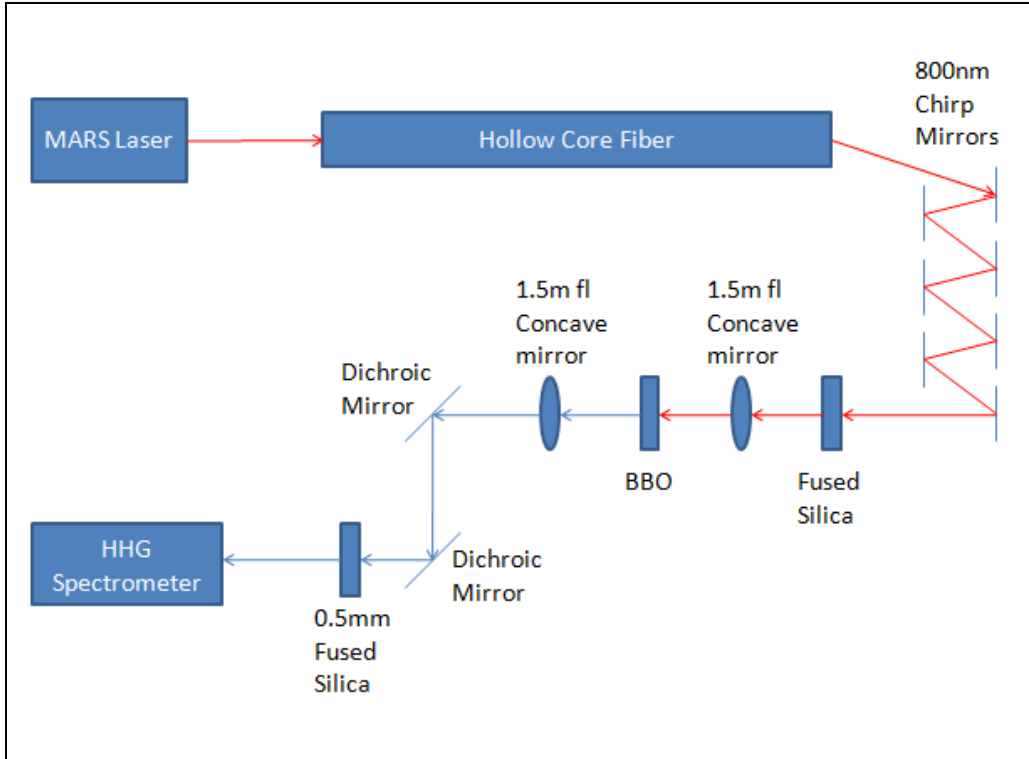 MARS Laser
Hollow Core Fiber
800nm
Chirp
Mirrors
1.5m fl
Concave
mirror
1.5m fl
Concave
mirror
Dichroic
Mirror
BBO
Fused
Silica
HHG
Spectrometer
Dichroic
Mirror
0.5mm
Fused
Silica